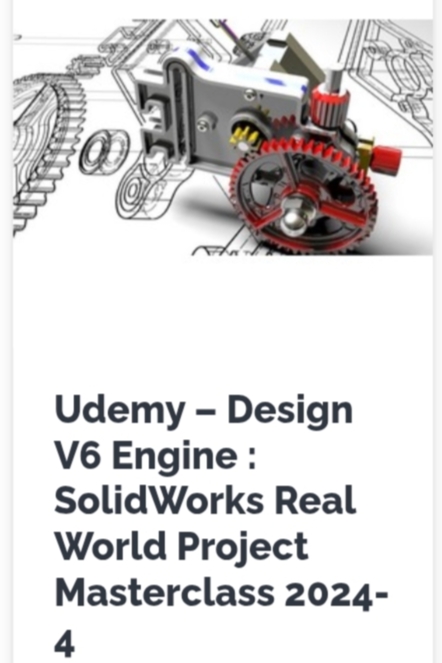 Udemy – Design
V6 Engine :
SolidWorks Real
World Project
Masterclass 2024-
4